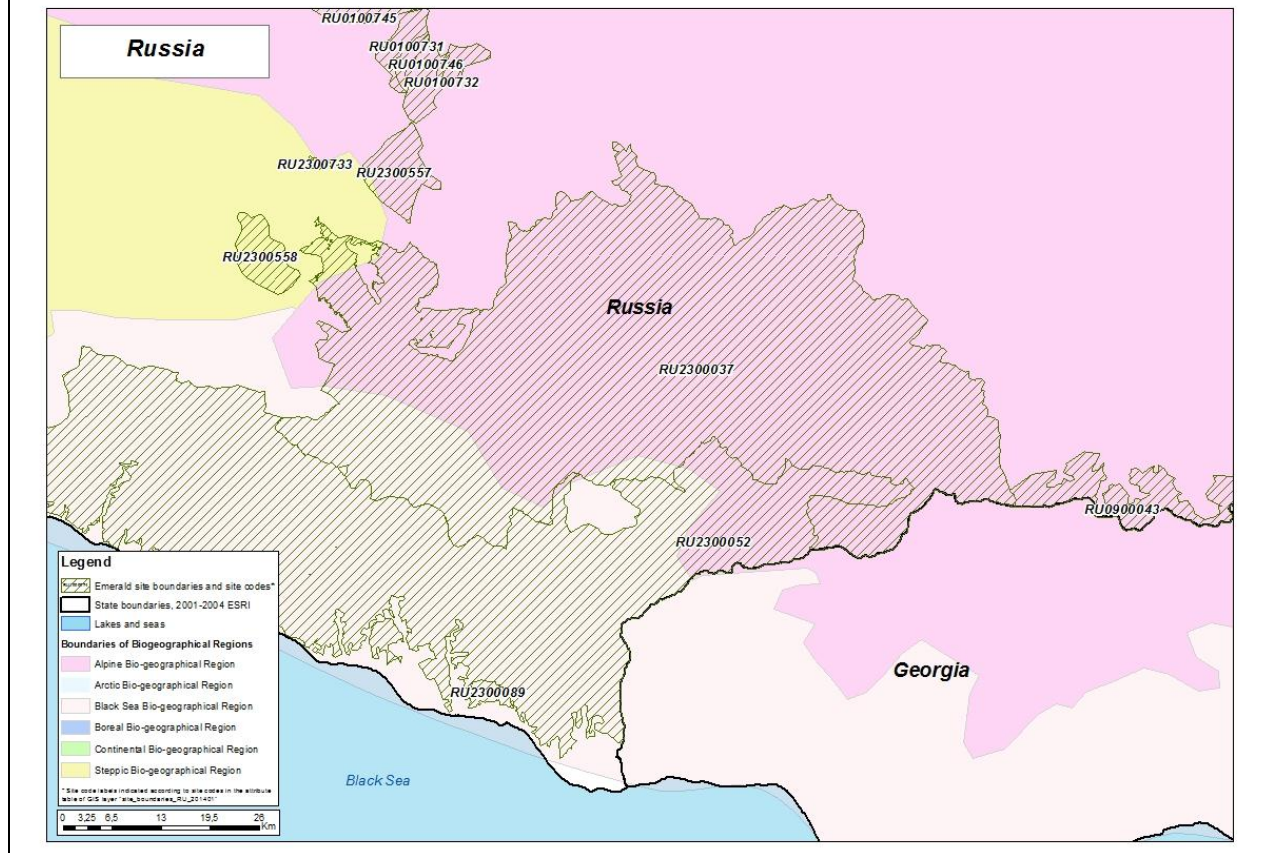 RU0100745
Russia
RU0100731
RU0100746
RU0100732
RU2300733
RU2300557
RU2300558
Russia
RU2300037
RU0900043
RU2300052
Georgia
RU2300089
Black Sea
Legend
Emerald site boundaries and site codes*
State boundaries, 2001-2004 ESRI
Lakes and seas
Boundaries of Biogeographical Regions
Alpine Bio-geographical Region
Arctic Bio-geographical Region
Black Sea Bio-geographical Region
Boreal Bio-geographical Region
Continental Bio-geographical Region
Steppic Bio-geographical Region
* Site code labels indicated according to site codes in the attribute
table of GIS layer "site_boundaries_RU_201401"
0 3,25 6,5 13 19,5 26
Km